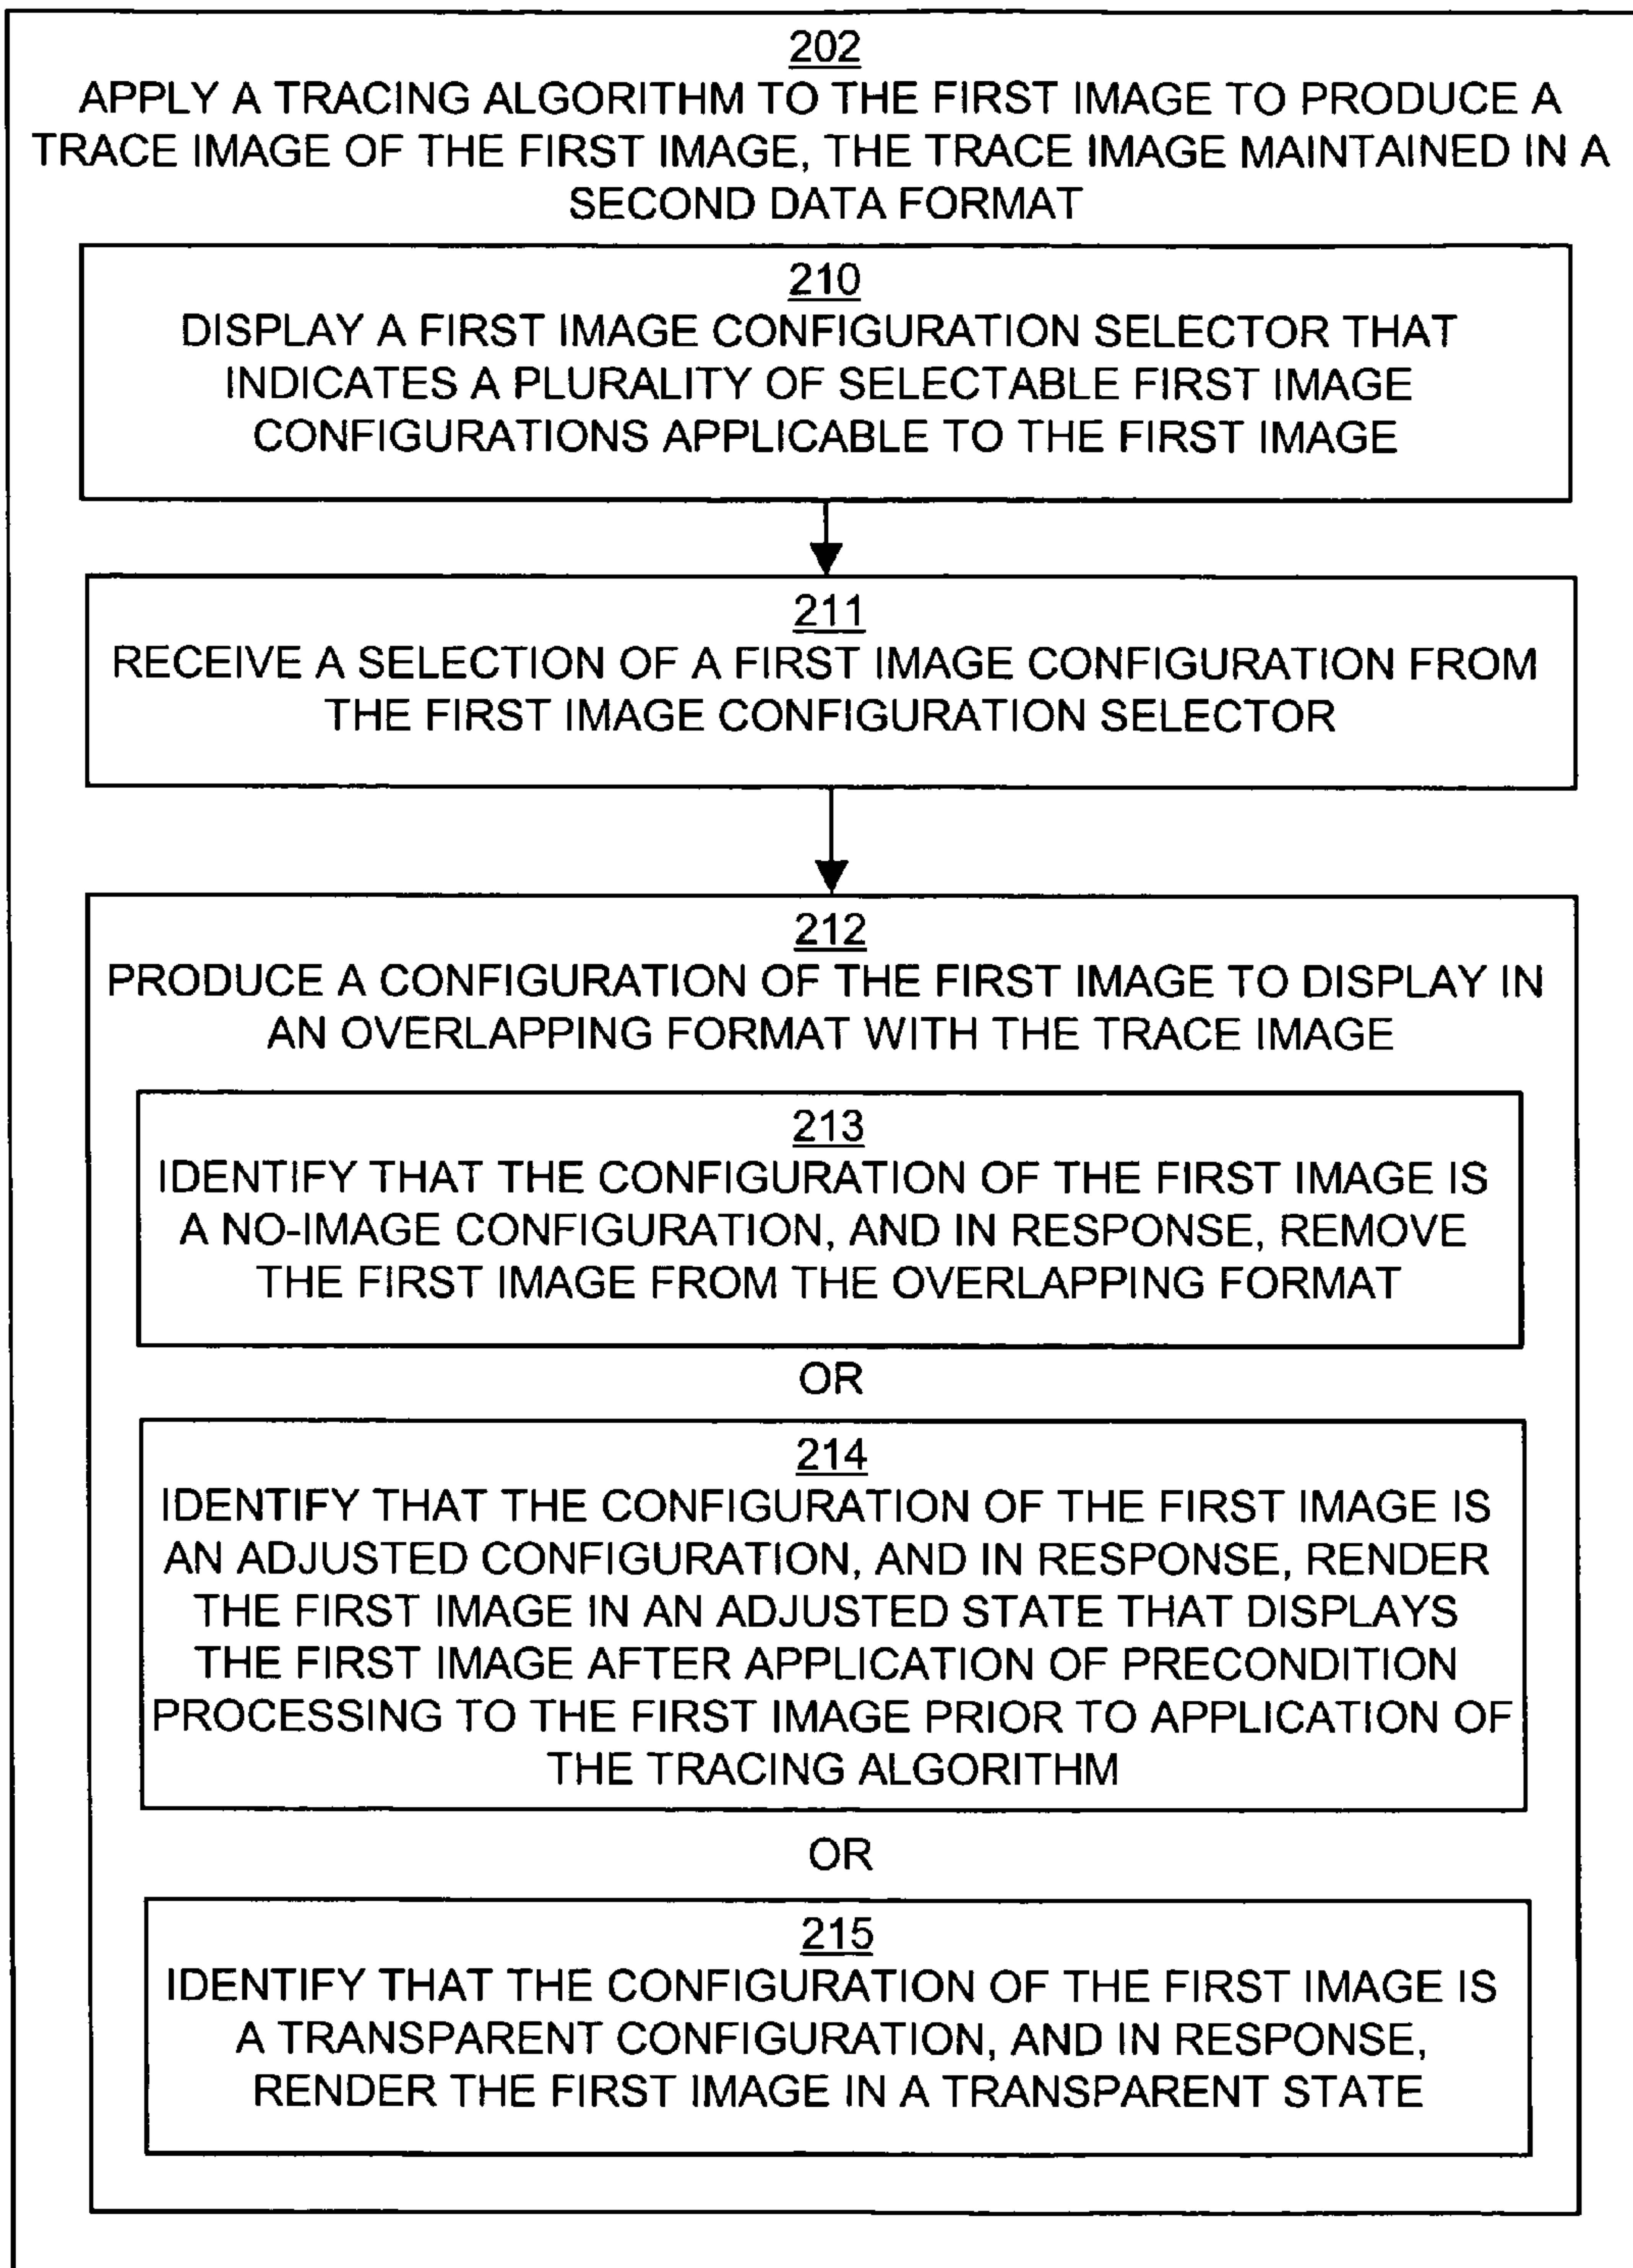 202
APPLY A TRACING ALGORITHM TO THE FIRST IMAGE TO PRODUCE A
TRACE IMAGE OF THE FIRST IMAGE, THE TRACE IMAGE MAINTAINED IN A
SECOND DATA FORMAT
210
DISPLAY A FIRST IMAGE CONFIGURATION SELECTOR THAT
INDICATES A PLURALITY OF SELECTABLE FIRST IMAGE
CONFIGURATIONS APPLICABLE TO THE FIRST IMAGE
211
RECEIVE A SELECTION OF A FIRST IMAGE CONFIGURATION FROM
THE FIRST IMAGE CONFIGURATION SELECTOR
212
PRODUCE A CONFIGURATION OF THE FIRST IMAGE TO DISPLAY IN
AN OVERLAPPING FORMAT WITH THE TRACE IMAGE
213
IDENTIFY THAT THE CONFIGURATION OF THE FIRST IMAGE IS
A NO-IMAGE CONFIGURATION, AND IN RESPONSE, REMOVE
THE FIRST IMAGE FROM THE OVERLAPPING FORMAT
OR
214
IDENTIFY THAT THE CONFIGURATION OF THE FIRST IMAGE IS
AN ADJUSTED CONFIGURATION, AND IN RESPONSE, RENDER
THE FIRST IMAGE IN AN ADJUSTED STATE THAT DISPLAYS
THE FIRST IMAGE AFTER APPLICATION OF PRECONDITION
PROCESSING TO THE FIRST IMAGE PRIOR TO APPLICATION OF
THE TRACING ALGORITHM
OR
215
IDENTIFY THAT THE CONFIGURATION OF THE FIRST IMAGE IS
A TRANSPARENT CONFIGURATION, AND IN RESPONSE,
RENDER THE FIRST IMAGE IN A TRANSPARENT STATE